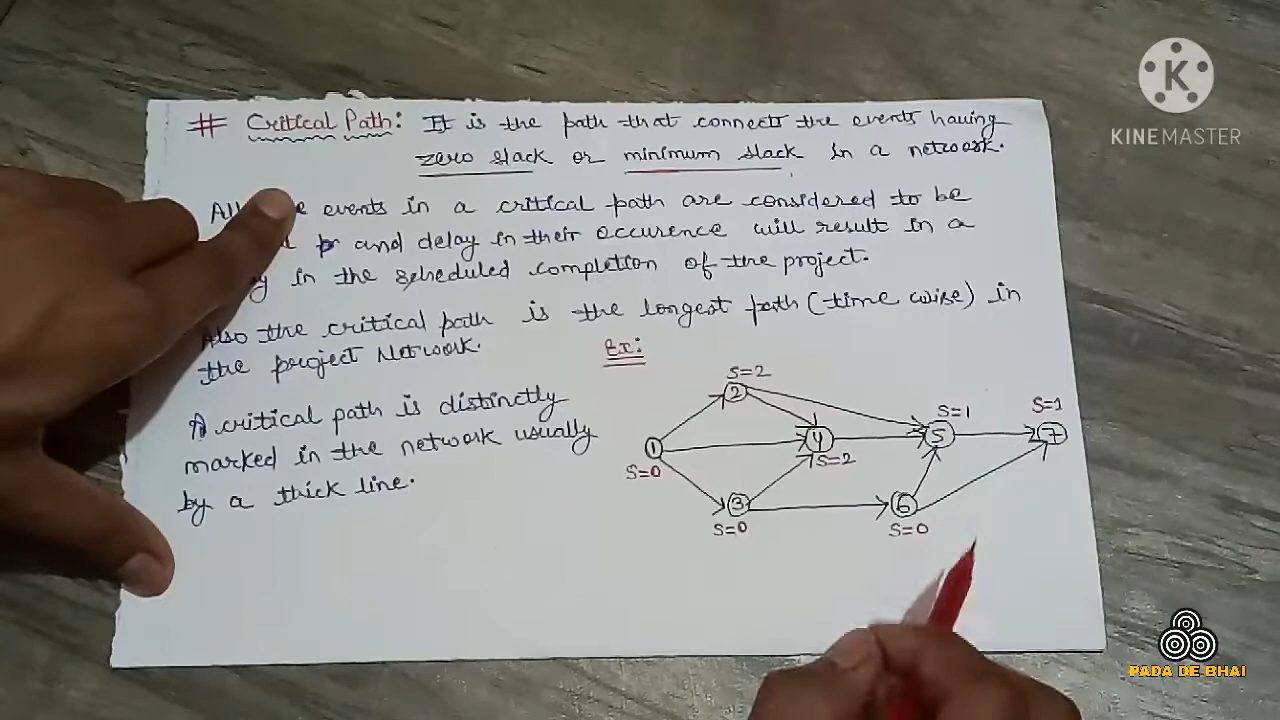 # Critical Path: It is the path that connects the events having
zero slack or minimum slack in a network.
All e events in a critical path are considered to be
l and delay in their occurence will result in a
y in the scheduled completion of the project.
Also the critical path is the longest path (time wise) in
the project Network.
Ex:
A critical path is distinctly
marked in the network usually
by a thick line.
S=2
2
S=1
5
S=1
7
1
S=0
4
S=2
3
S=0
6
S=0
K
KINEMASTER
PADA DE BHAI